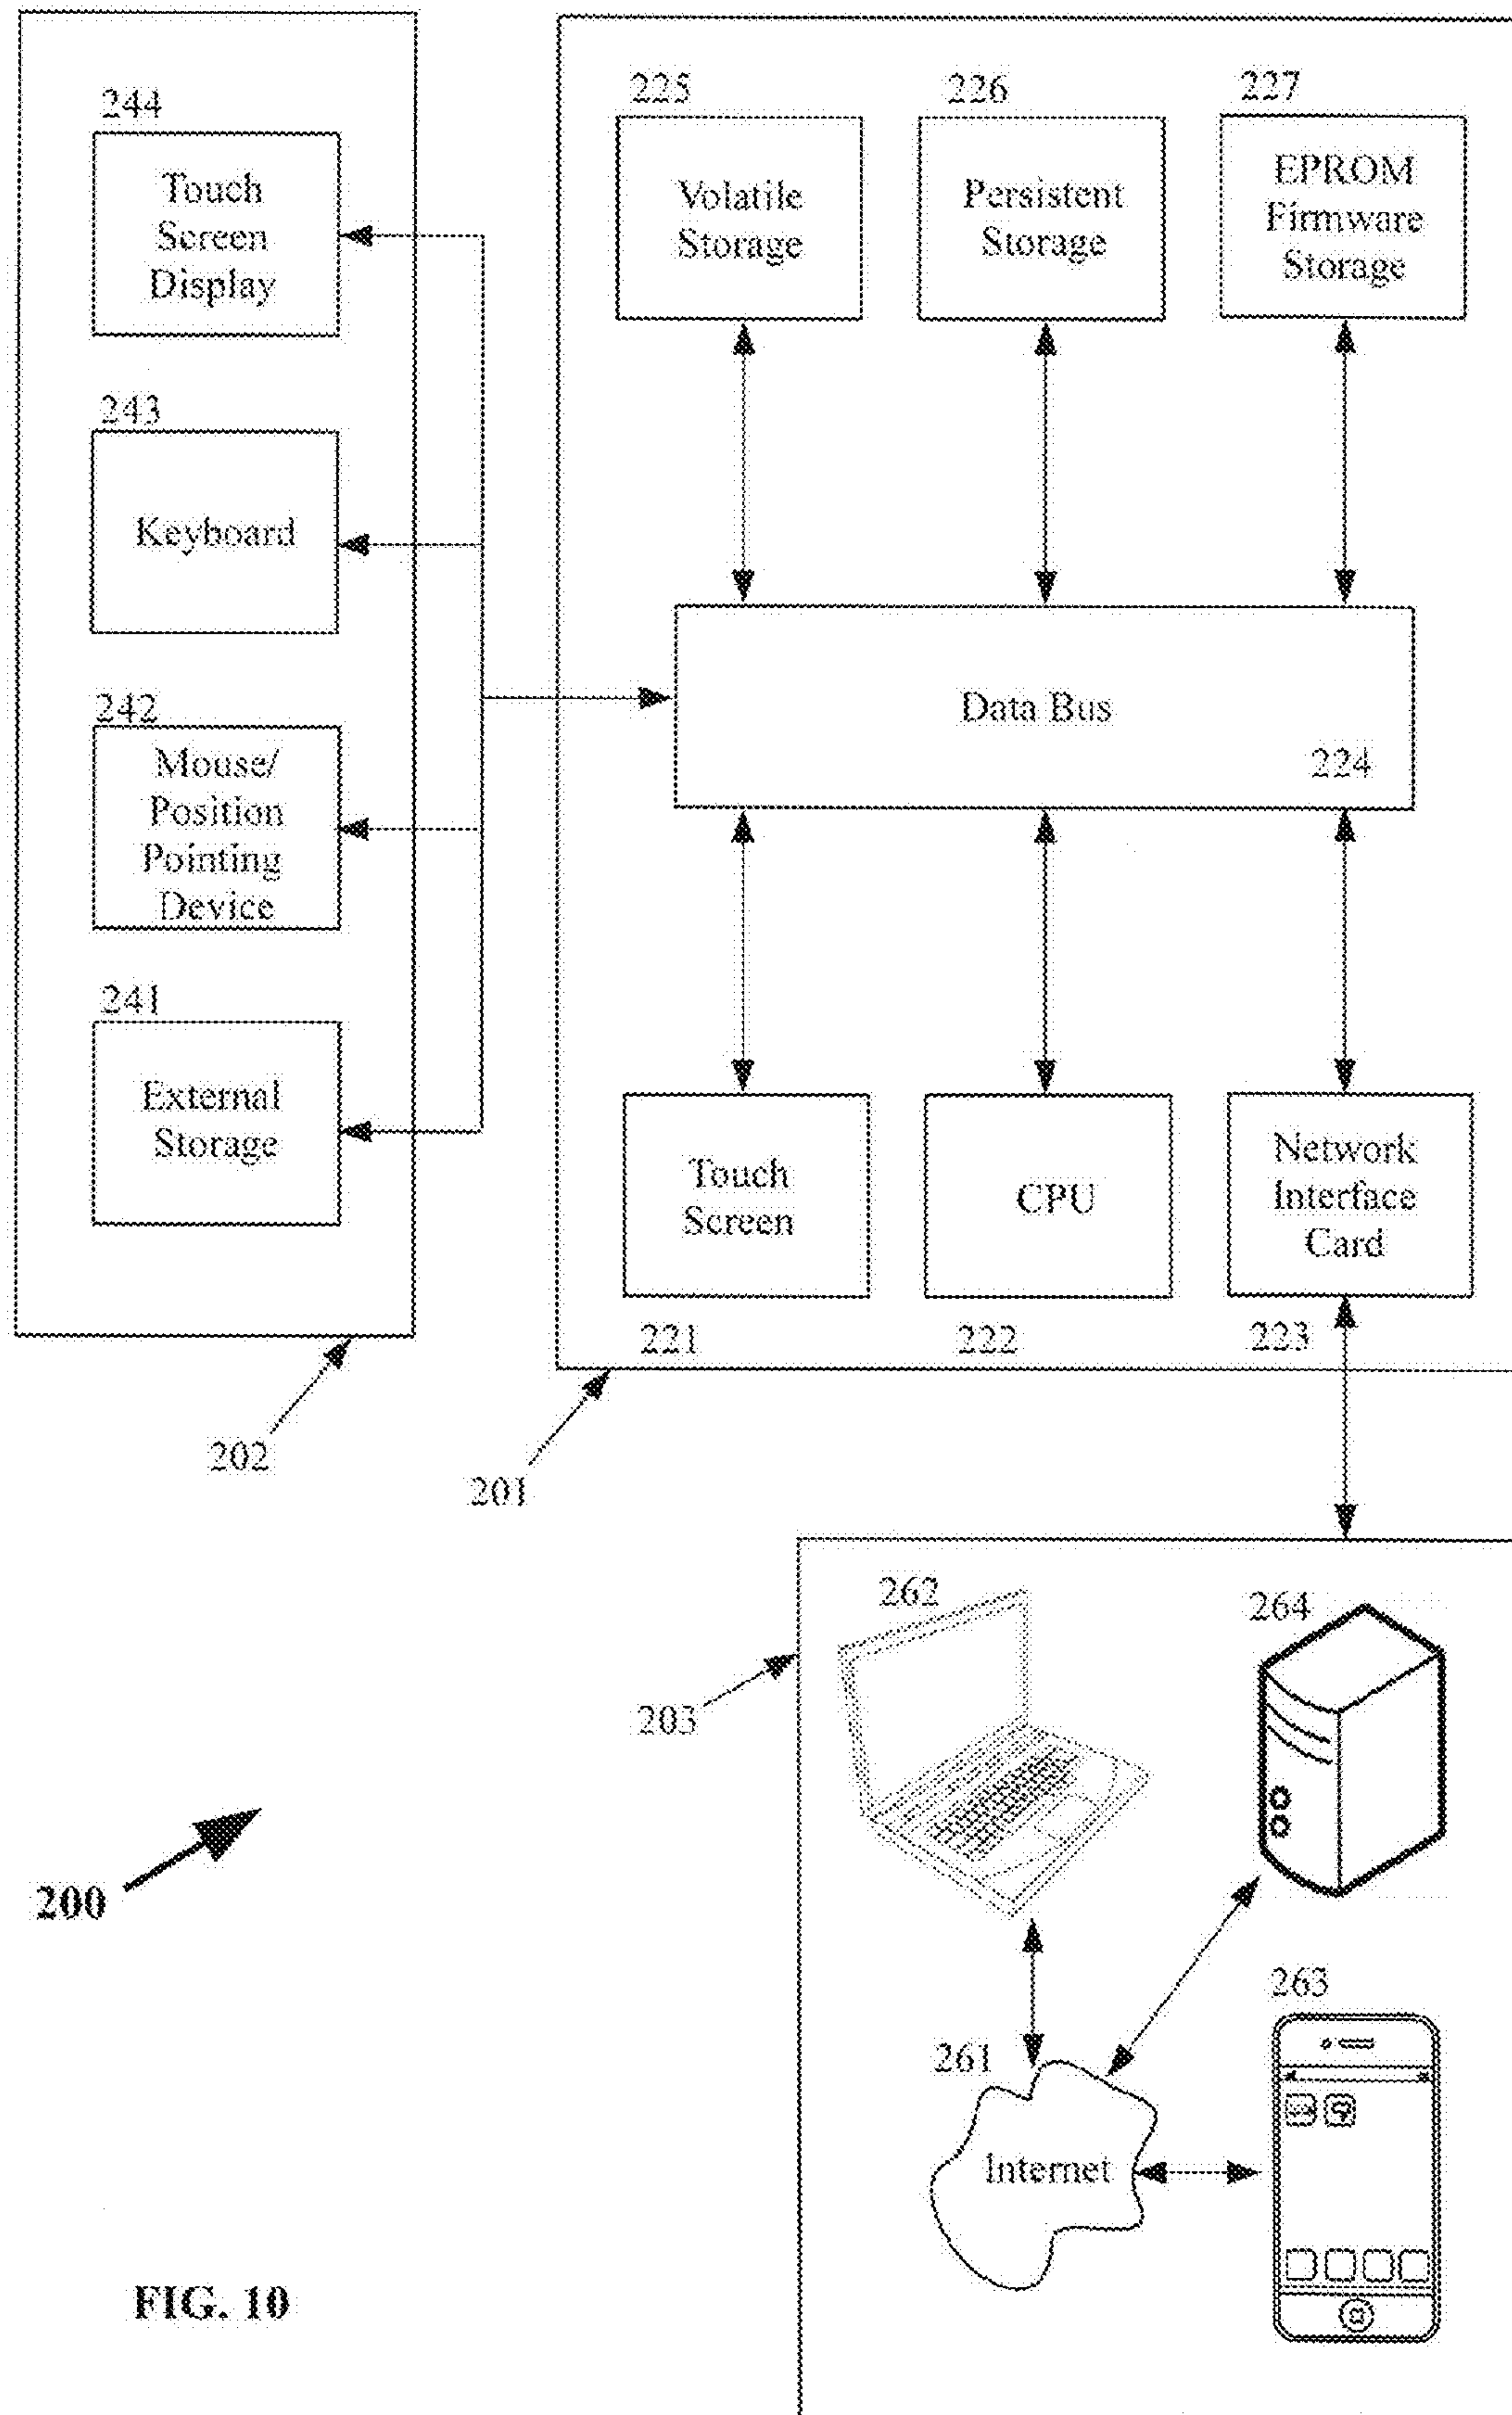 244
Touch
Screen
Display
243
Keyboard
242
Mouse/
Position
Pointing
Device
241
External
Storage
202
225
Volatile
Storage
226
Persistent
Storage
227
EPROM
Firmware
Storage
Data Bus
224
Touch
Screen
221
CPU
222
Network
Interface
Card
223
201
203
262
264
261
Internet
263
200
FIG. 10